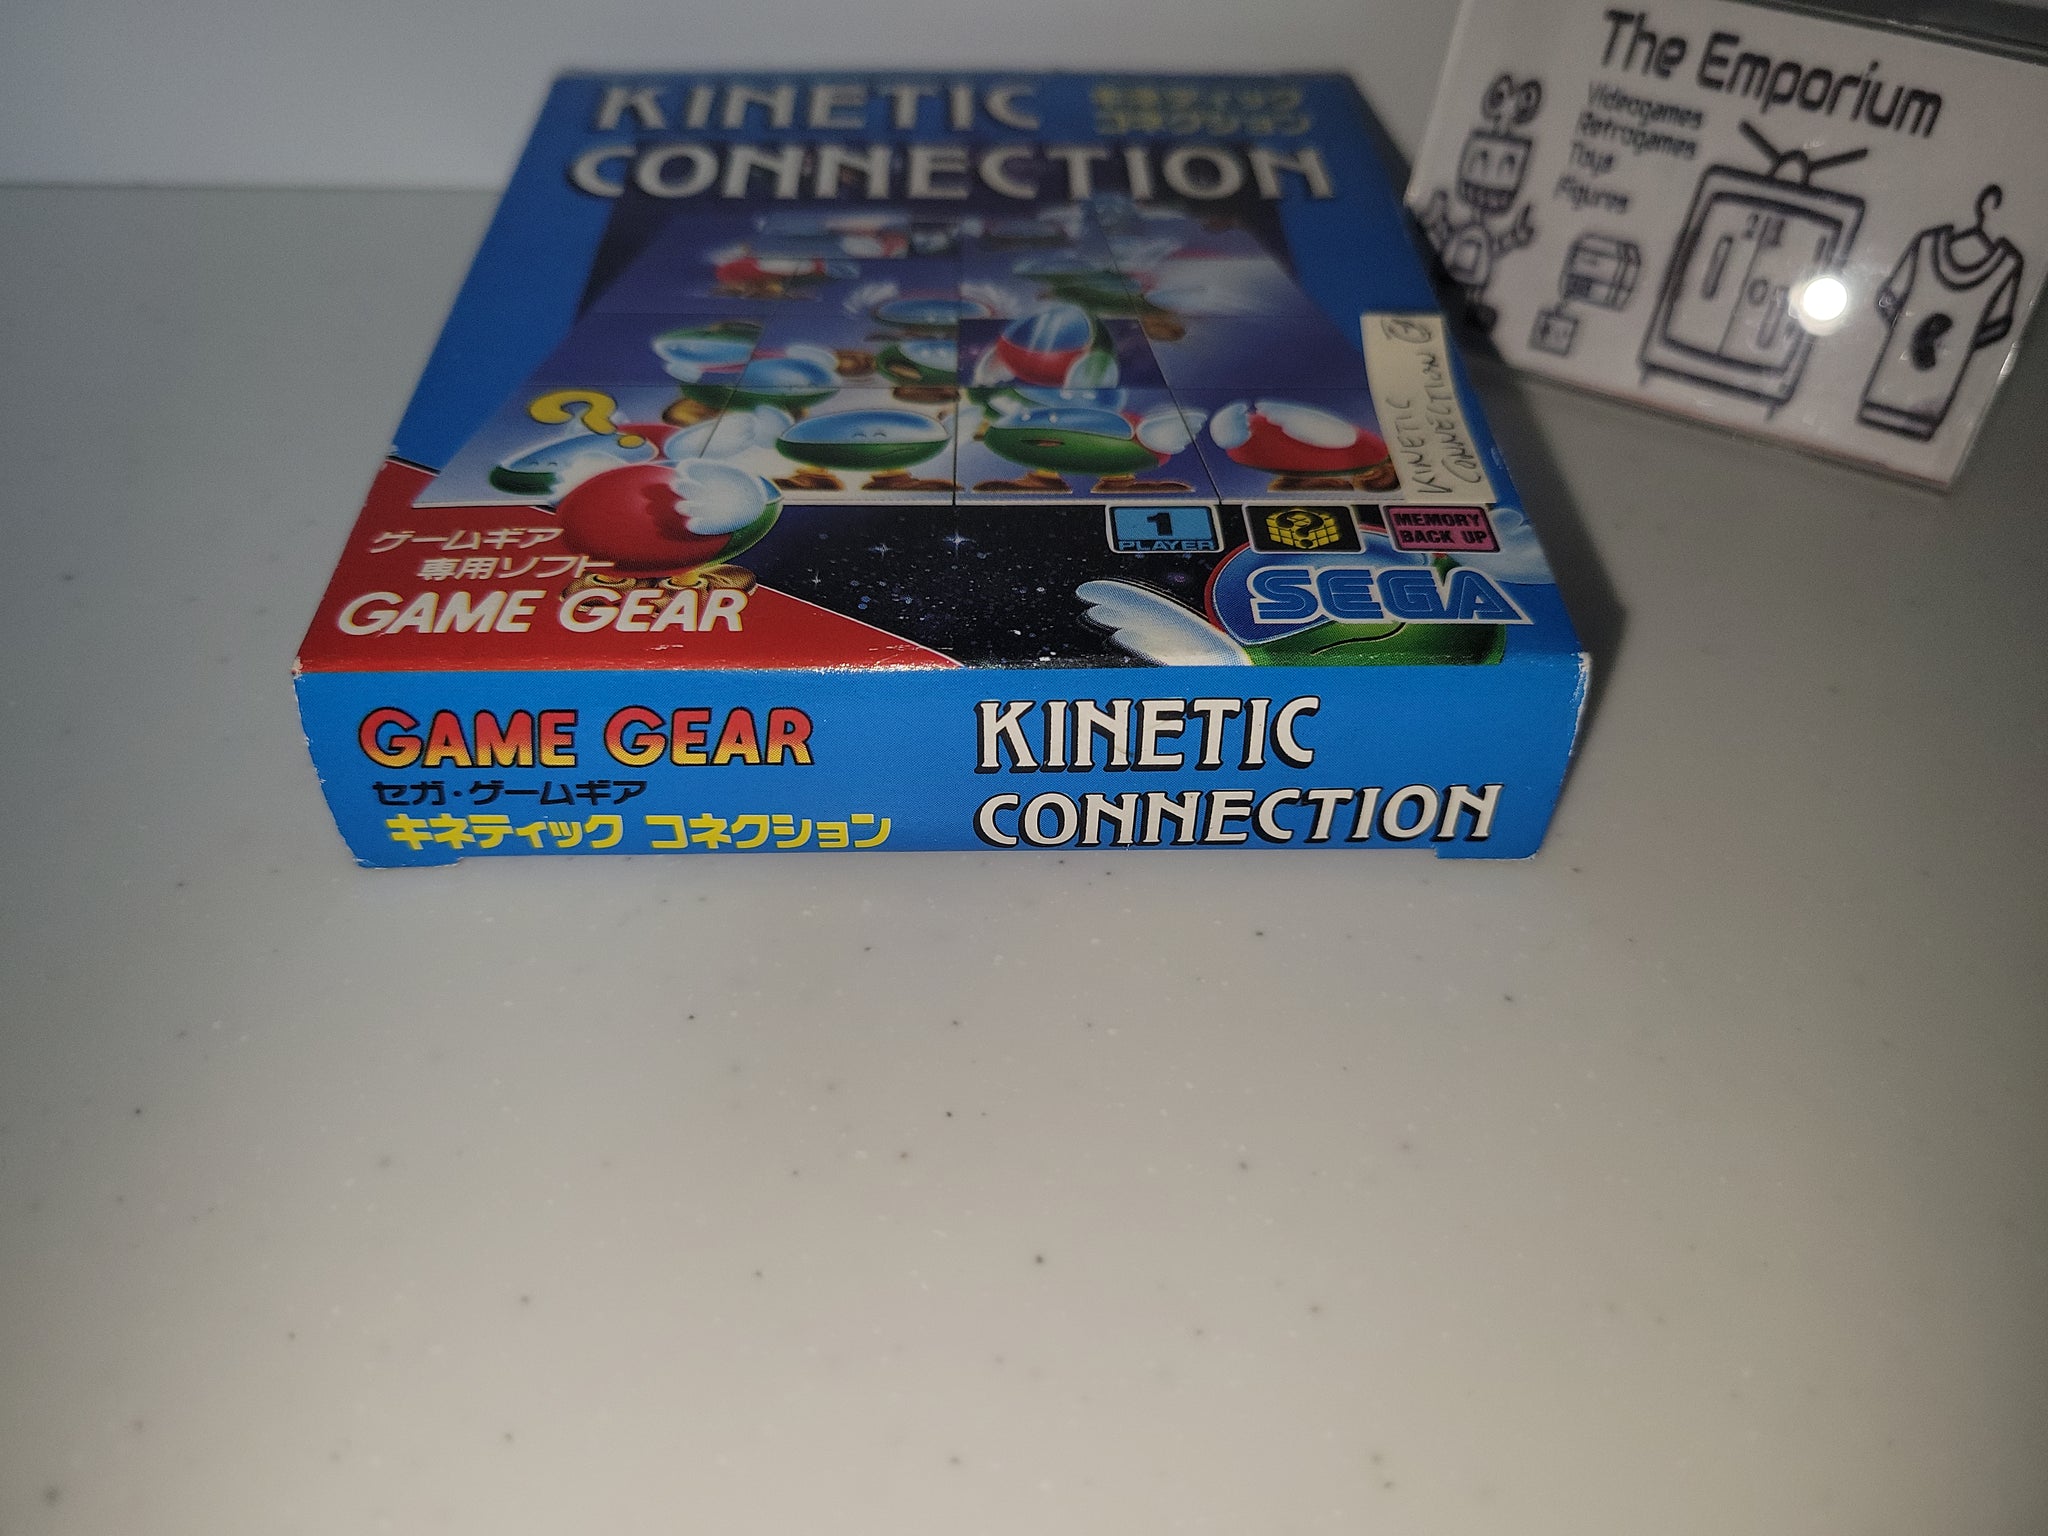 KINETIC
CONNECTION
キネティック
コネクション
The Emporium
Videogames
Retrogames
Toys
Figures
KINETIC
CONNECTION
ゲームギア
専用ソフト
GAME GEAR
1
PLAYER
?
MEMORY
BACK UP
SEGA
GAME GEAR
セガ・ゲームギア
キネティック コネクション
KINETIC
CONNECTION